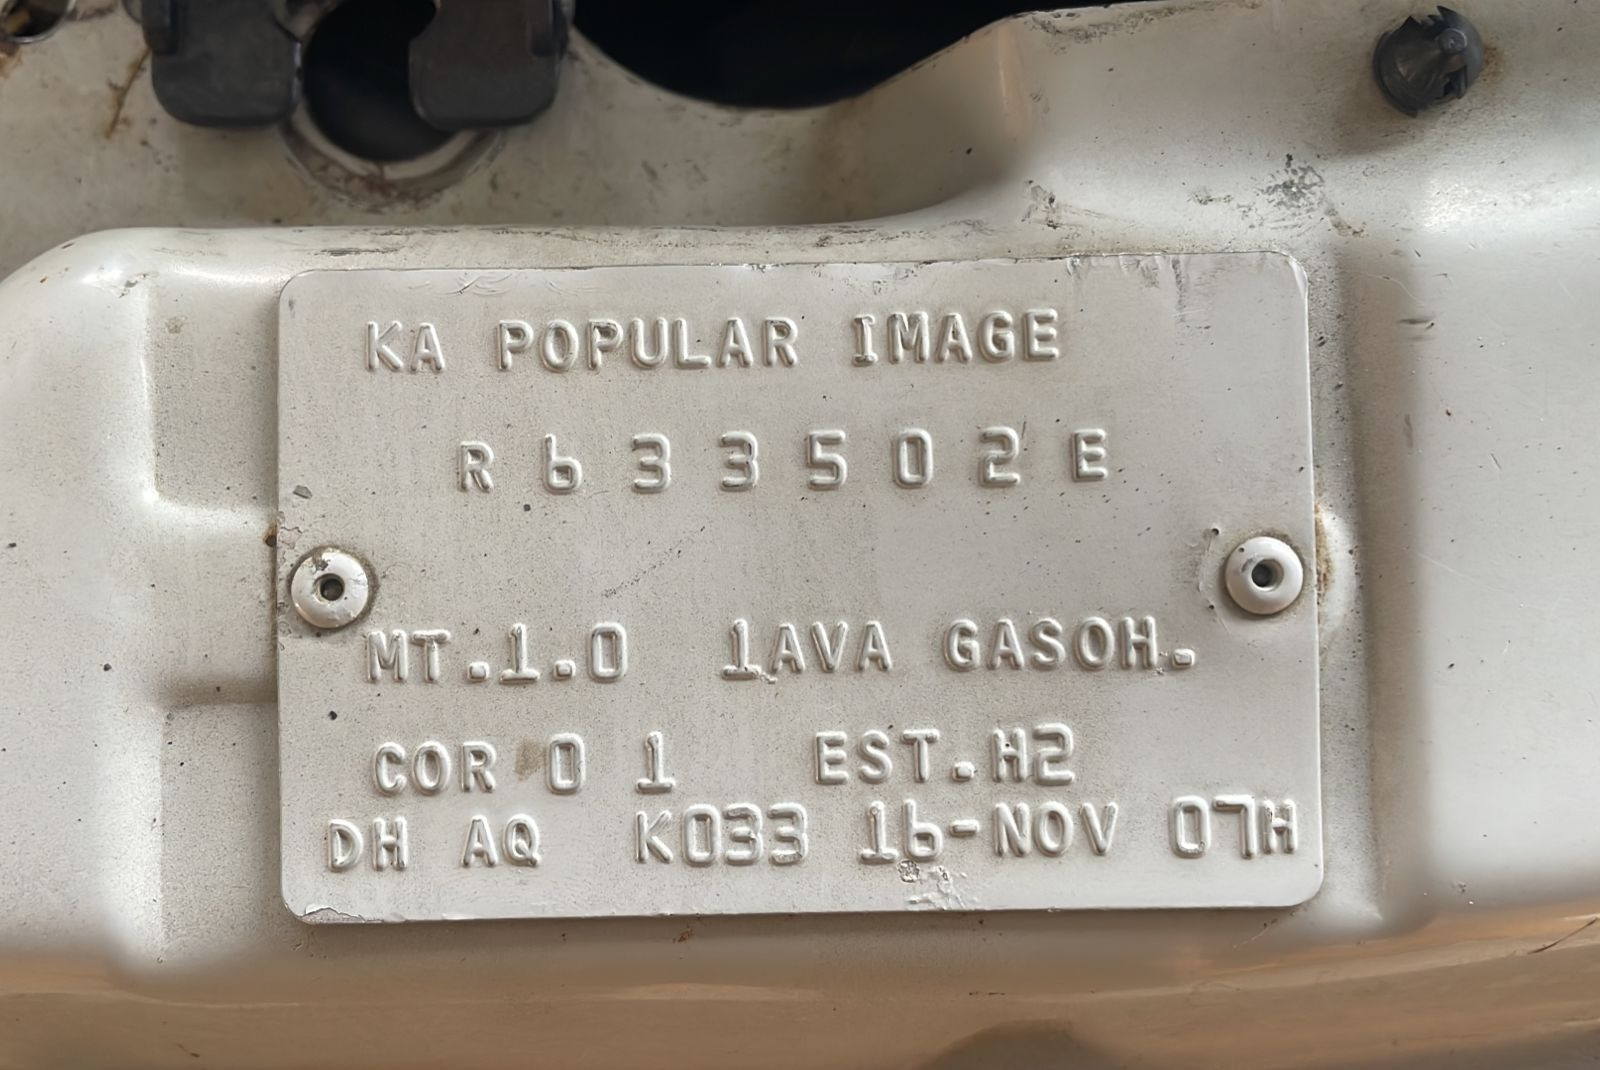 KA POPULAR IMAGE
R633502E
MT.1.0 1AVA GASOH.
COR 01 EST.H2
DH AQ K033 16-NOV 07H